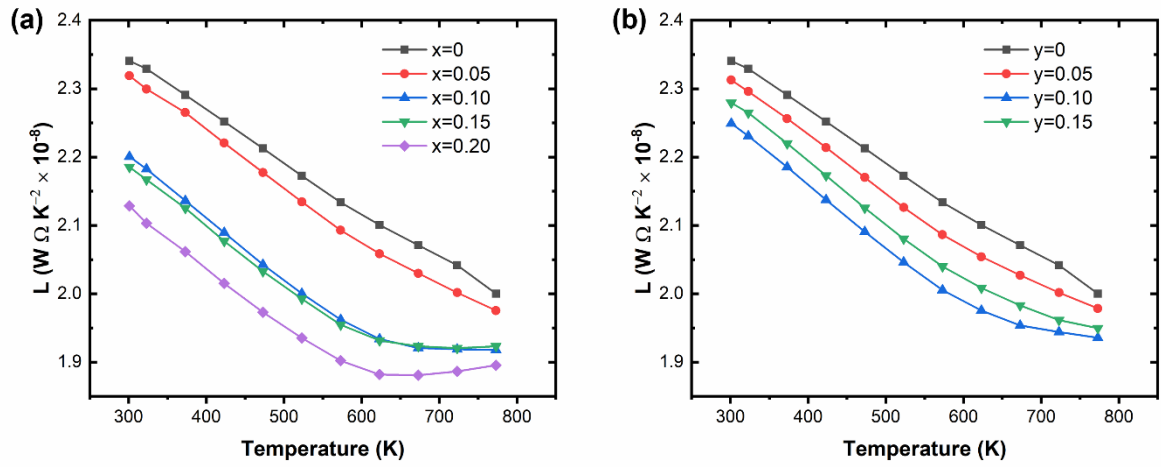 (a)
L (W Ω K⁻² × 10⁻⁸)
2.4
2.3
2.2
2.1
2.0
1.9
x=0
x=0.05
x=0.10
x=0.15
x=0.20
300 400 500 600 700 800
Temperature (K)
(b)
L (W Ω K⁻² × 10⁻⁸)
2.4
2.3
2.2
2.1
2.0
1.9
y=0
y=0.05
y=0.10
y=0.15
300 400 500 600 700 800
Temperature (K)